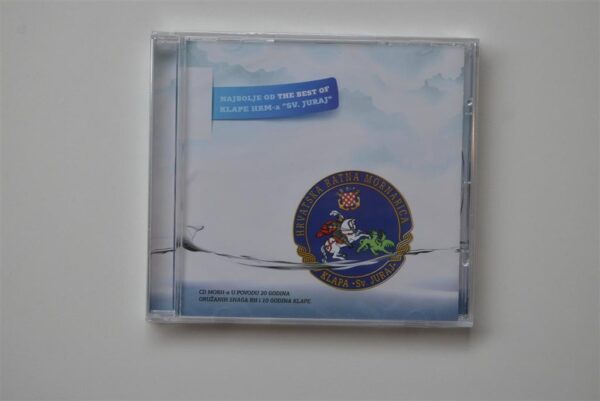 NAJBOLJE OD THE BEST OF
KLAPE HRM-a "SV. JURAJ"
HRVATSKA RATNA MORNARICA
KLAPA • SV. JURAJ
CD MORH-a U POVODU 20 GODINA
ORUŽANIH SNAGA RH I 10 GODINA KLAPE